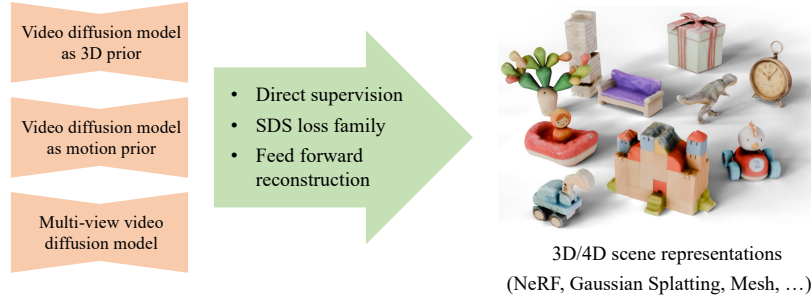 Video diffusion model
as 3D prior
Video diffusion model
as motion prior
Multi-view video
diffusion model
• Direct supervision
• SDS loss family
• Feed forward
reconstruction
3D/4D scene representations
(NeRF, Gaussian Splatting, Mesh, …)